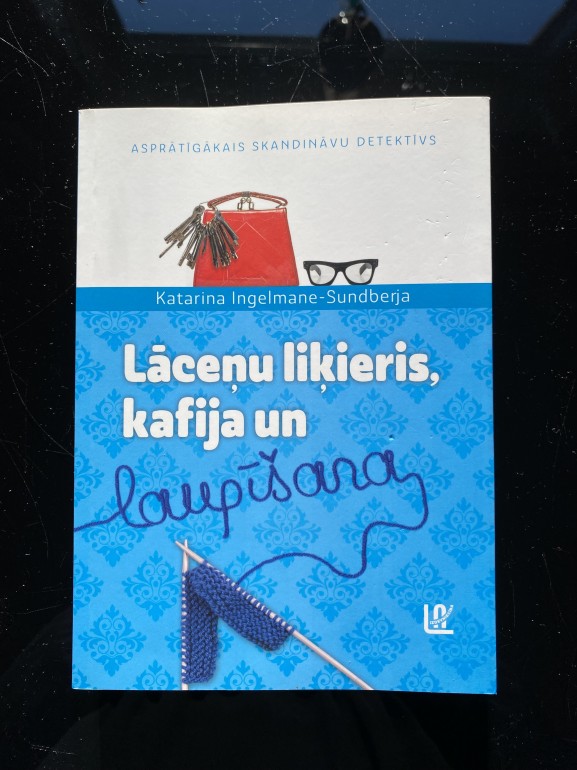 ASPRĀTĪGĀKAIS SKANDINĀVU DETEKTĪVS
Katarina Ingelmane-Sundberja
Lāceņu liķieris,
kafija un
laupīšana